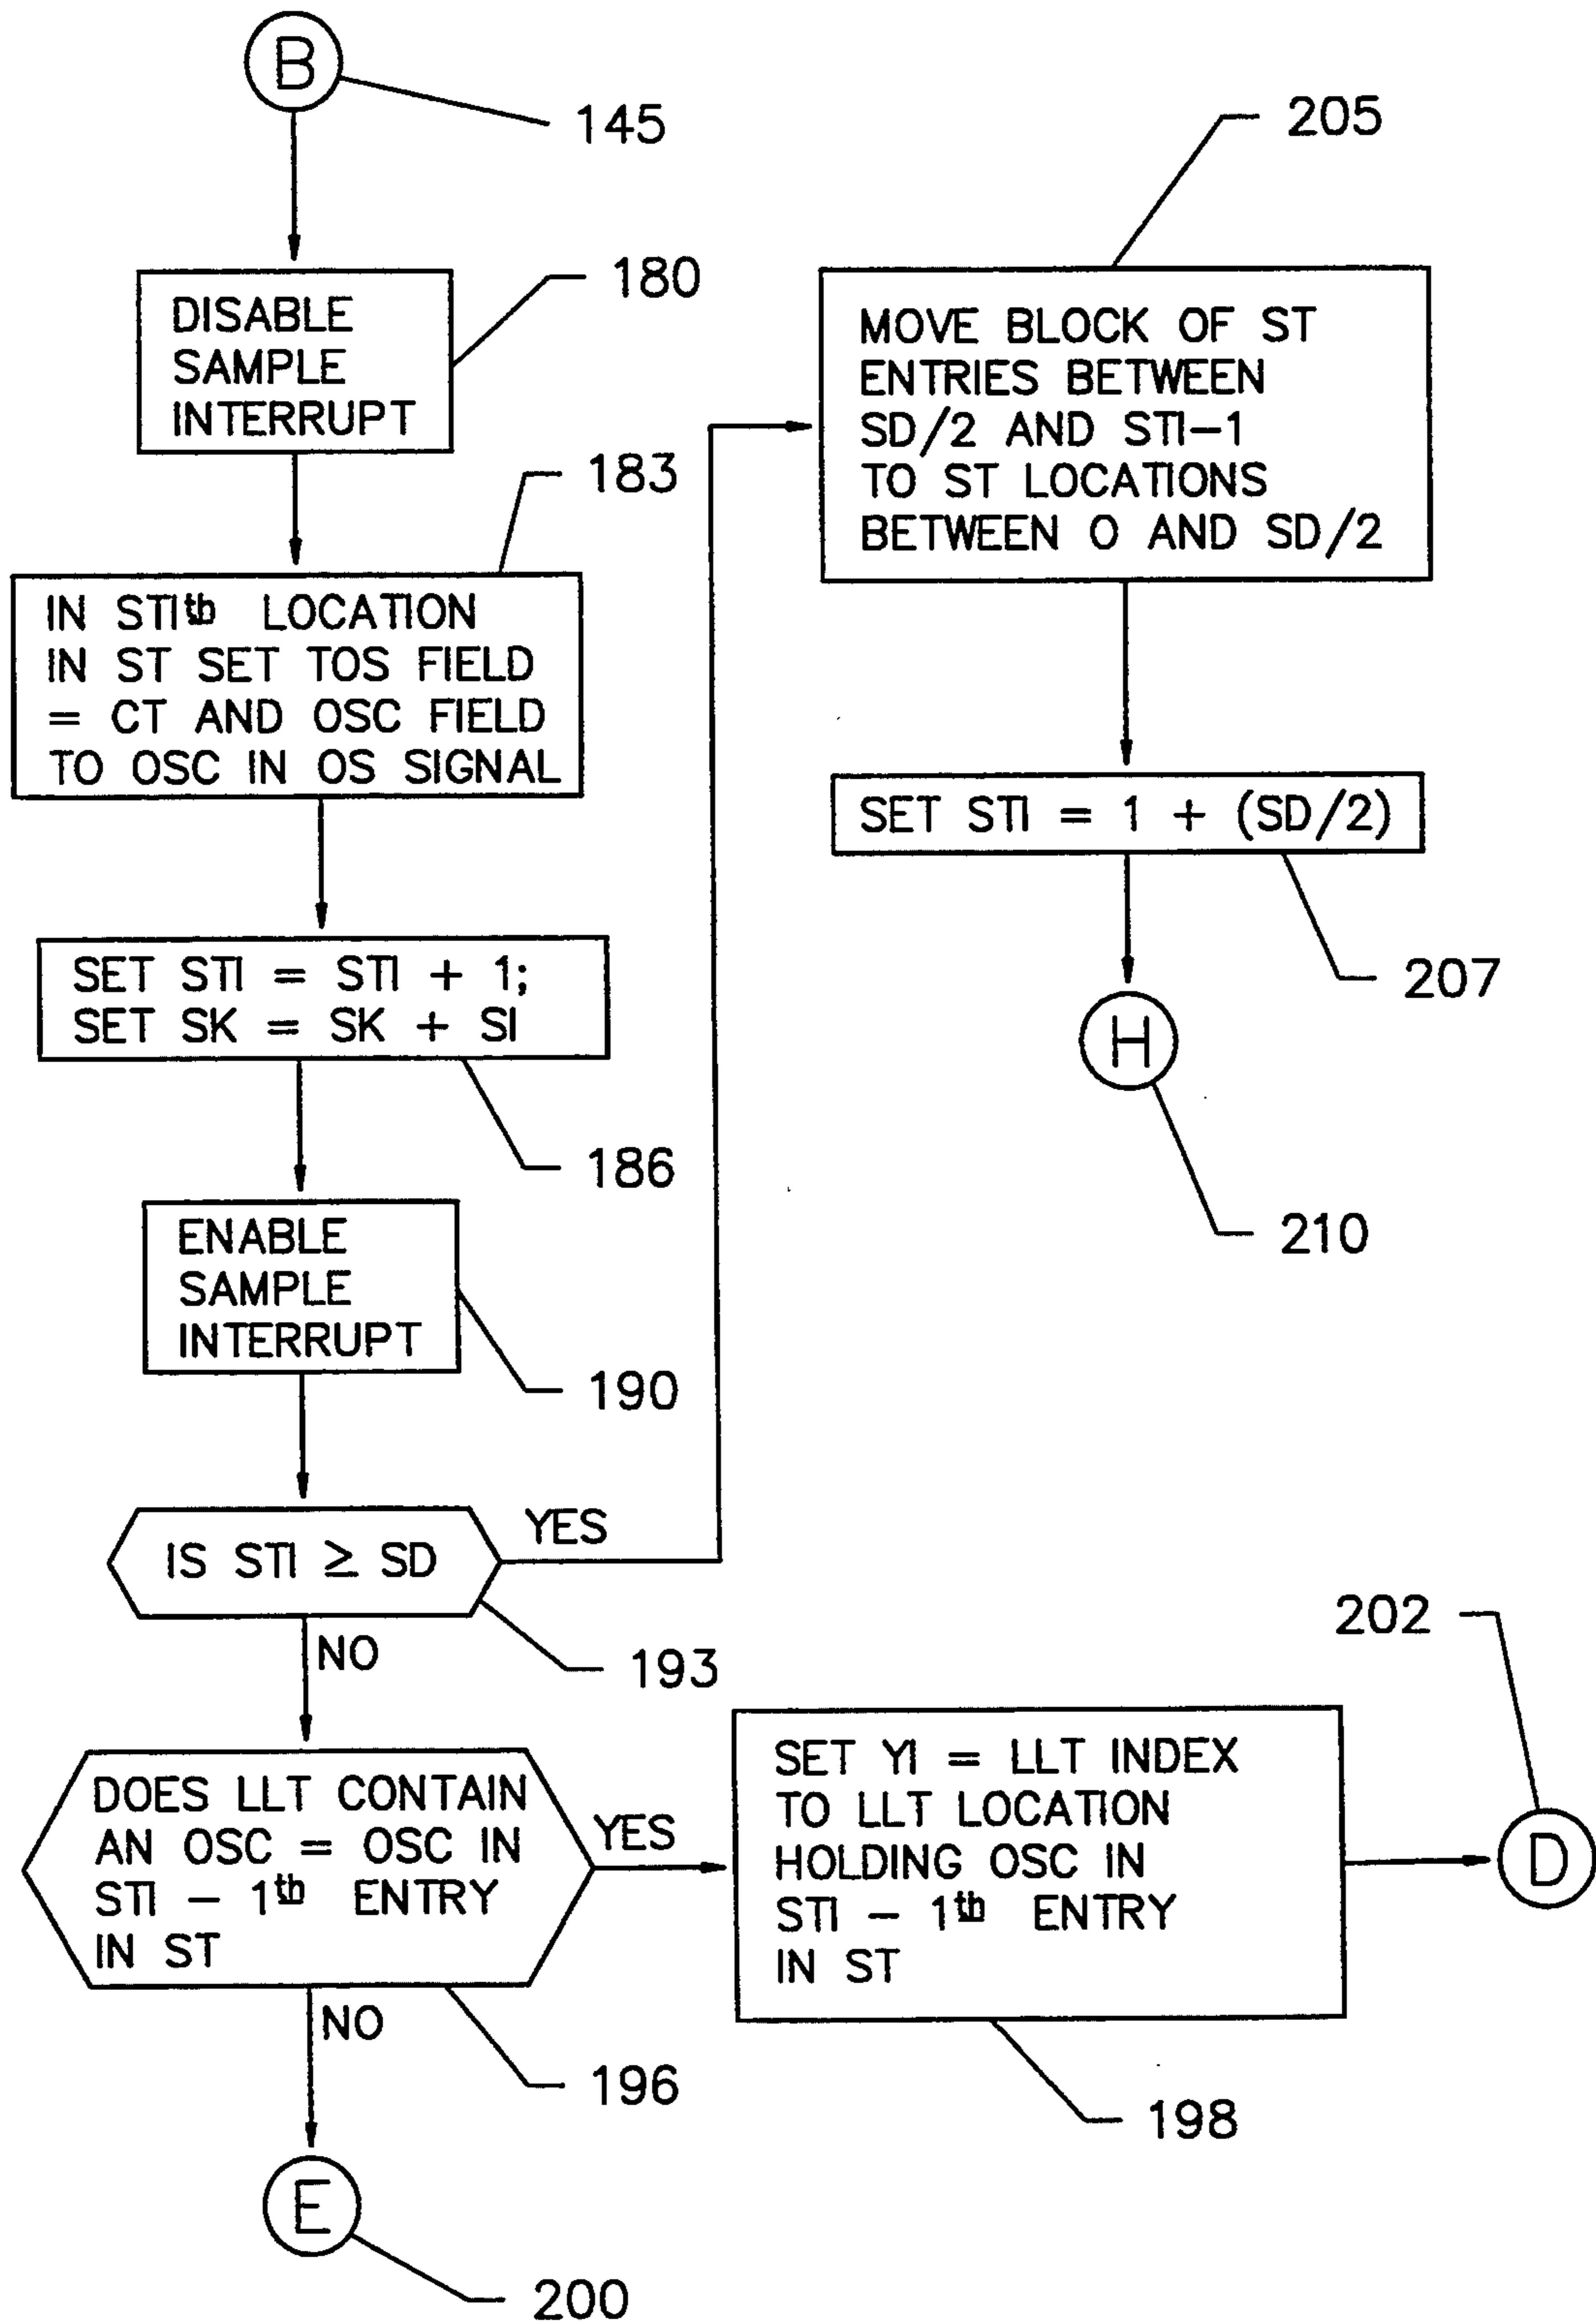 B
145
DISABLE
SAMPLE
INTERRUPT
180
IN STIth LOCATION
IN ST SET TOS FIELD
= CT AND OSC FIELD
TO OSC IN OS SIGNAL
183
SET STI = STI + 1;
SET SK = SK + SI
186
ENABLE
SAMPLE
INTERRUPT
190
IS STI ≥ SD
YES
NO
193
DOES LLT CONTAIN
AN OSC = OSC IN
STI – 1th ENTRY
IN ST
YES
NO
196
E
200
SET YI = LLT INDEX
TO LLT LOCATION
HOLDING OSC IN
STI – 1th ENTRY
IN ST
198
D
202
205
MOVE BLOCK OF ST
ENTRIES BETWEEN
SD/2 AND STI–1
TO ST LOCATIONS
BETWEEN 0 AND SD/2
SET STI = 1 + (SD/2)
207
H
210